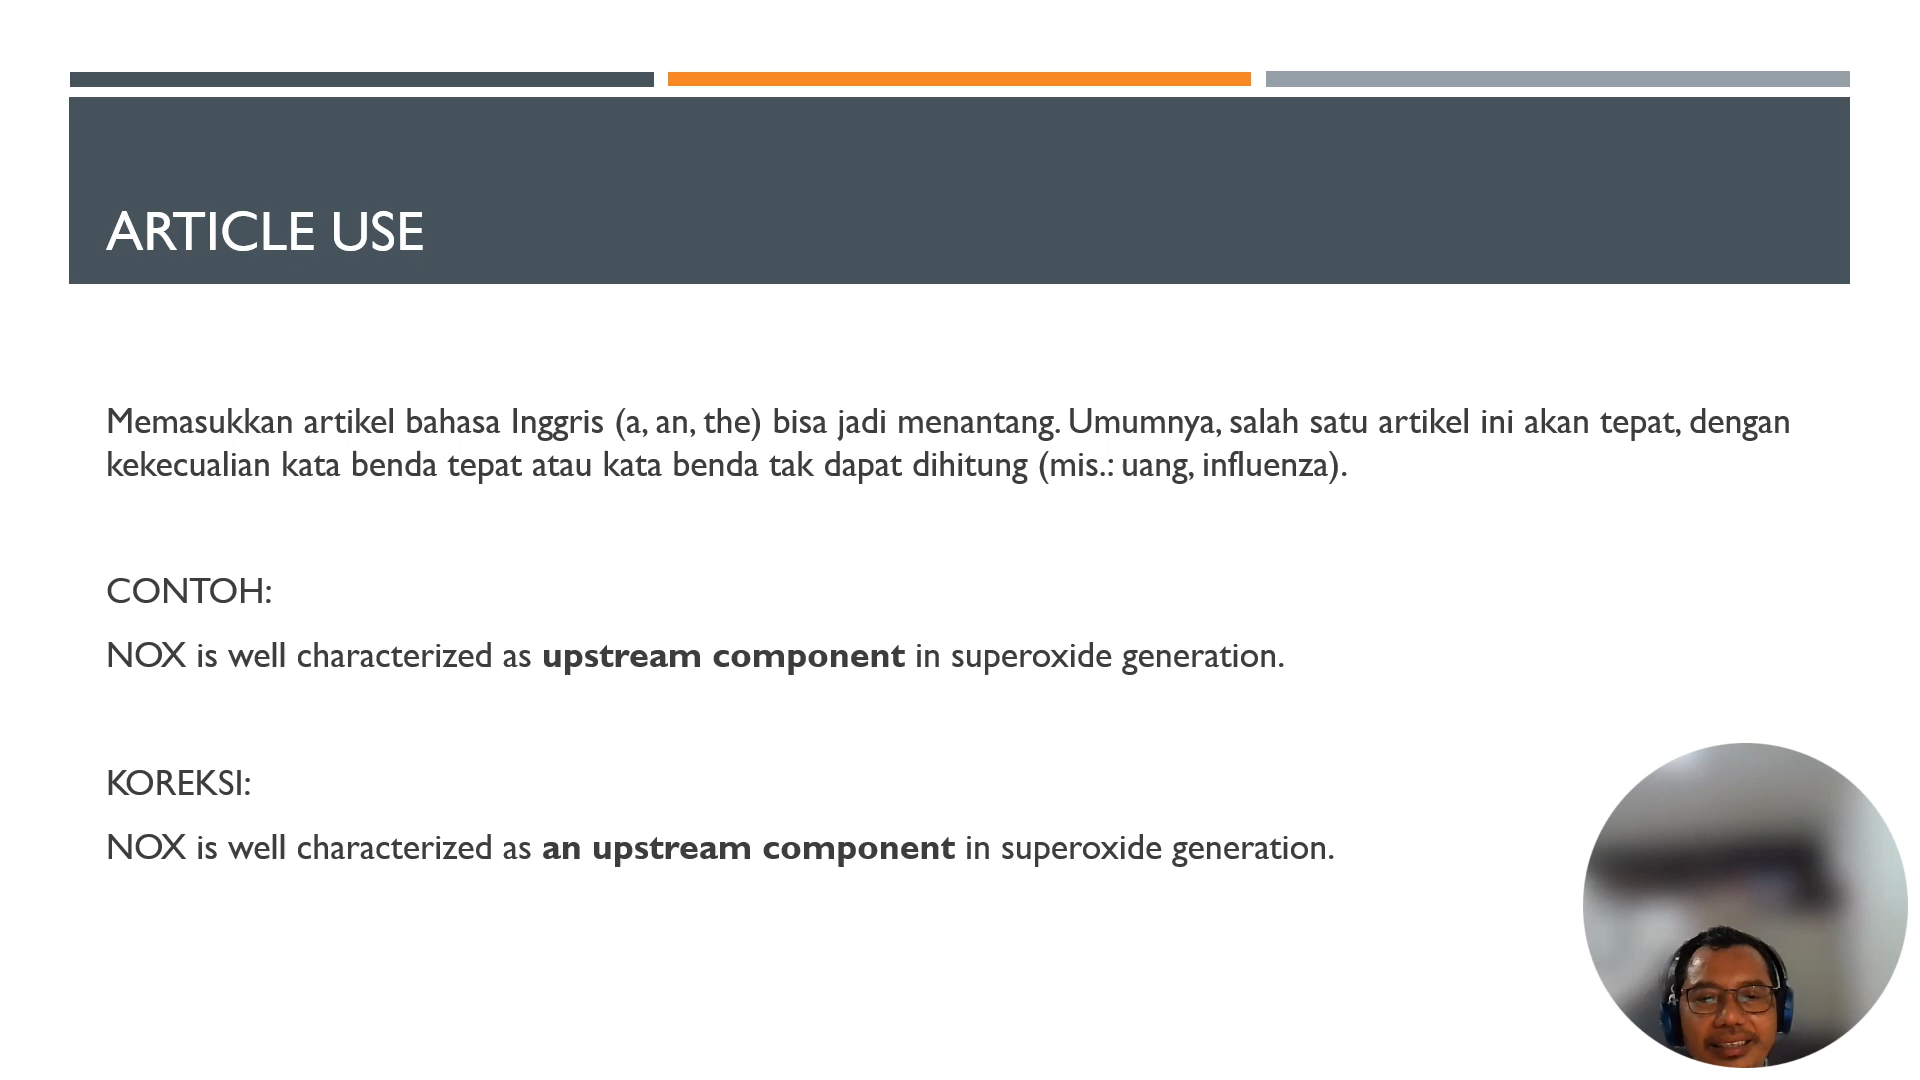 ARTICLE USE
Memasukkan artikel bahasa Inggris (a, an, the) bisa jadi menantang. Umumnya, salah satu artikel ini akan tepat, dengan
kekecualian kata benda tepat atau kata benda tak dapat dihitung (mis.: uang, influenza).
CONTOH:
NOX is well characterized as upstream component in superoxide generation.
KOREKSI:
NOX is well characterized as an upstream component in superoxide generation.